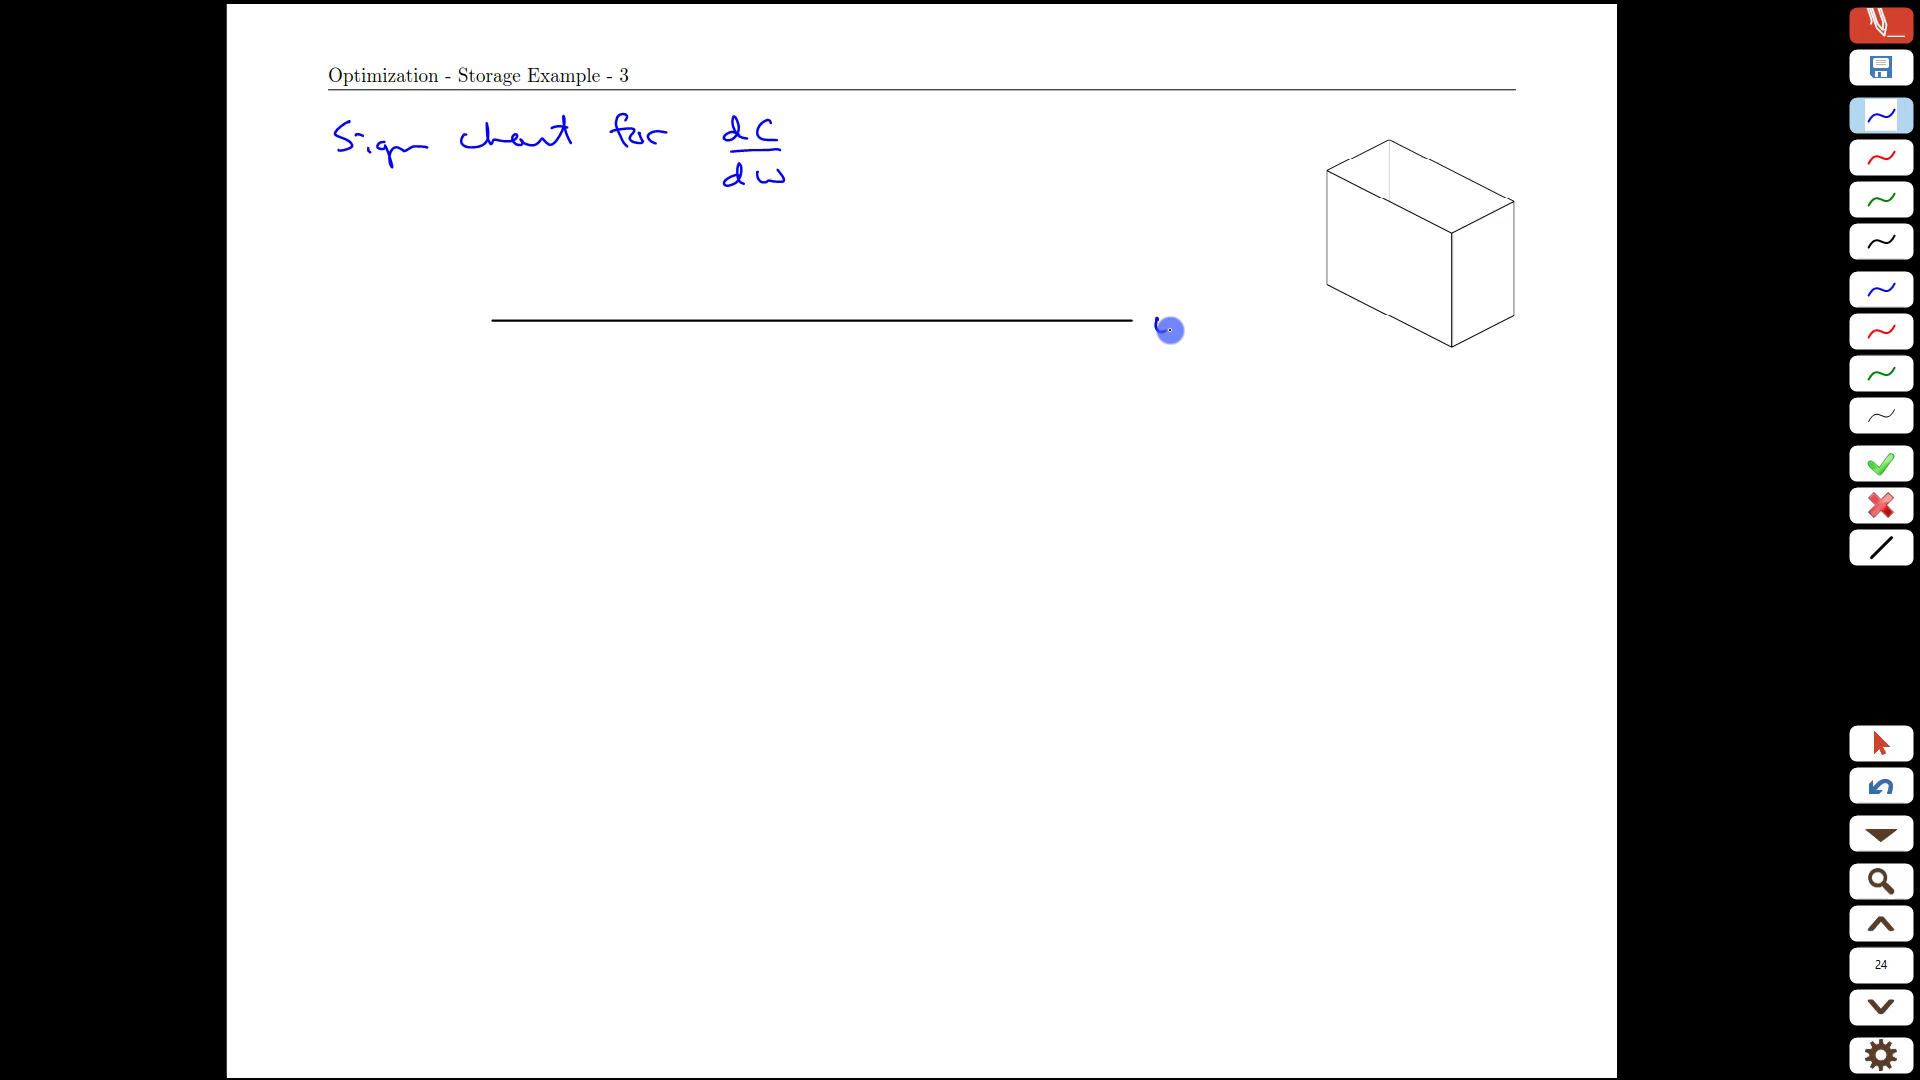 Optimization - Storage Example - 3
Sign chart for dC
dw
24